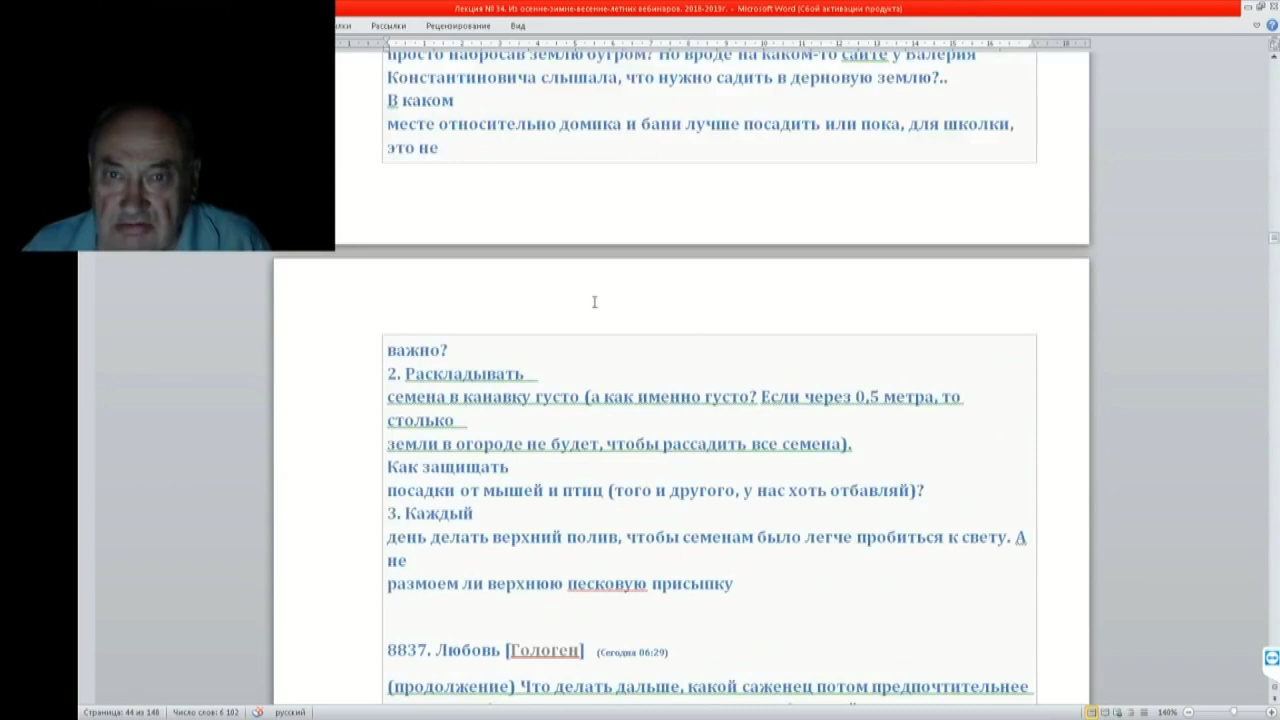 Лекция № 34. Из осенне-зимне-весенне-летних вебинаров. 2018-2019г. - Microsoft Word (Сбой активации продукта)
лки Рассылки Рецензирование Вид
просто набросав землю бугром? Но вроде на каком-то сайте у Валерия
Константиновича слышала, что нужно садить в дерновую землю?..
В каком
месте относительно домика и бани лучше посадить или пока, для школки,
это не
важно?
2. Раскладывать
семена в канавку густо (а как именно густо? Если через 0,5 метра, то
столько
земли в огороде не будет, чтобы рассадить все семена).
Как защищать
посадки от мышей и птиц (того и другого, у нас хоть отбавляй)?
3. Каждый
день делать верхний полив, чтобы семенам было легче пробиться к свету. А
не
размоем ли верхнюю песковую присыпку
8837. Любовь [Гологен] (Сегодня 06:29)
(продолжение) Что делать дальше, какой саженец потом предпочтительнее
Страница: 44 из 148 Число слов: 6 102 русский 140%